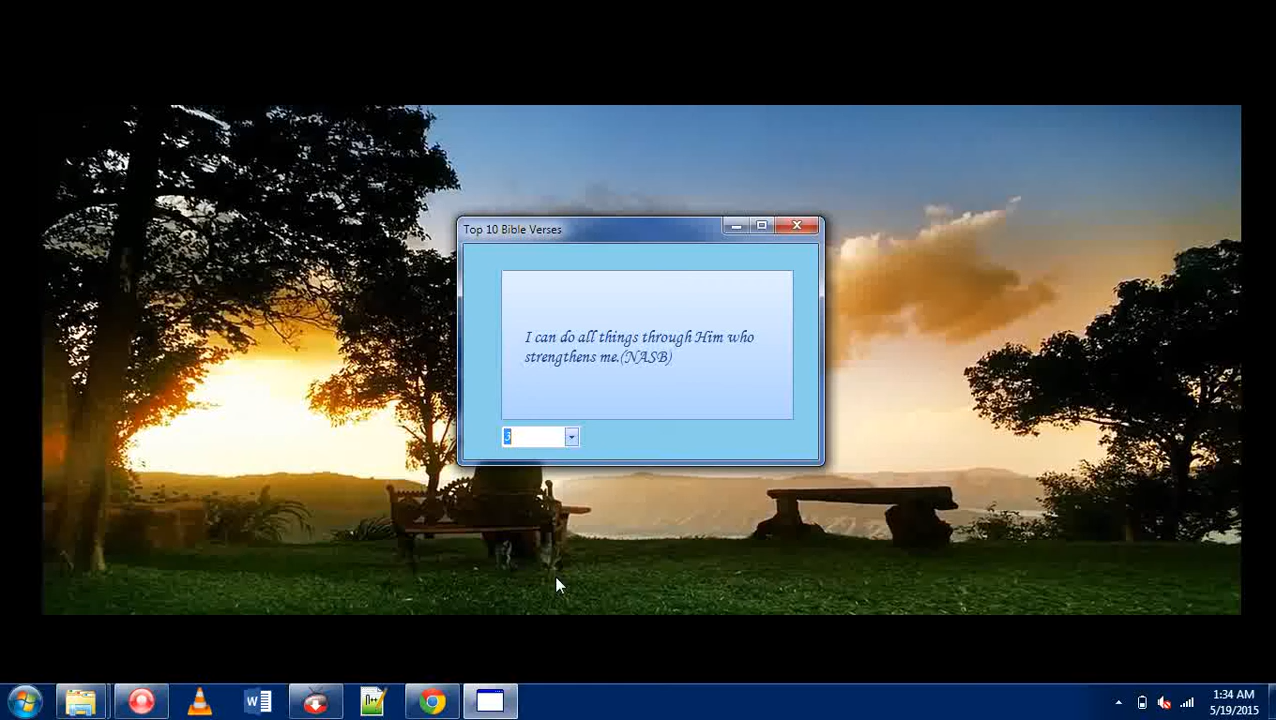 Top 10 Bible Verses
I can do all things through Him who
strengthens me.(NASB)
3
1:34 AM
5/19/2015